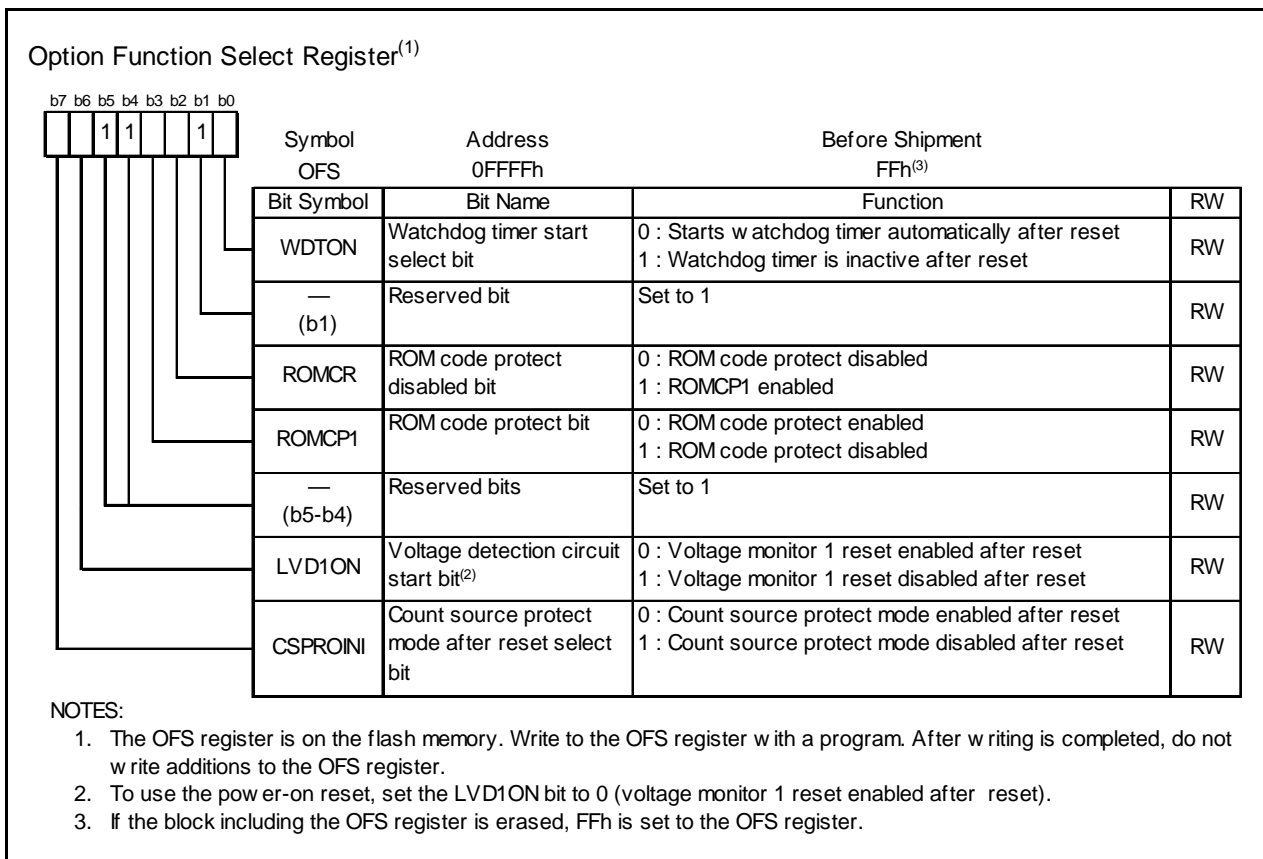 Option Function Select Register(1)
b7 b6 b5 b4 b3 b2 b1 b0
1 1 1
Symbol Address Before Shipment
OFS 0FFFFh FFh(3)
Bit Symbol Bit Name Function RW
WDTON Watchdog timer start select bit 0 : Starts watchdog timer automatically after reset
1 : Watchdog timer is inactive after reset RW
— (b1) Reserved bit Set to 1 RW
ROMCR ROM code protect disabled bit 0 : ROM code protect disabled
1 : ROMCP1 enabled RW
ROMCP1 ROM code protect bit 0 : ROM code protect enabled
1 : ROM code protect disabled RW
— (b5-b4) Reserved bits Set to 1 RW
LVD1ON Voltage detection circuit start bit(2) 0 : Voltage monitor 1 reset enabled after reset
1 : Voltage monitor 1 reset disabled after reset RW
CSPROINI Count source protect mode after reset select bit 0 : Count source protect mode enabled after reset
1 : Count source protect mode disabled after reset RW
NOTES:
1. The OFS register is on the flash memory. Write to the OFS register with a program. After writing is completed, do not
write additions to the OFS register.
2. To use the power-on reset, set the LVD1ON bit to 0 (voltage monitor 1 reset enabled after reset).
3. If the block including the OFS register is erased, FFh is set to the OFS register.